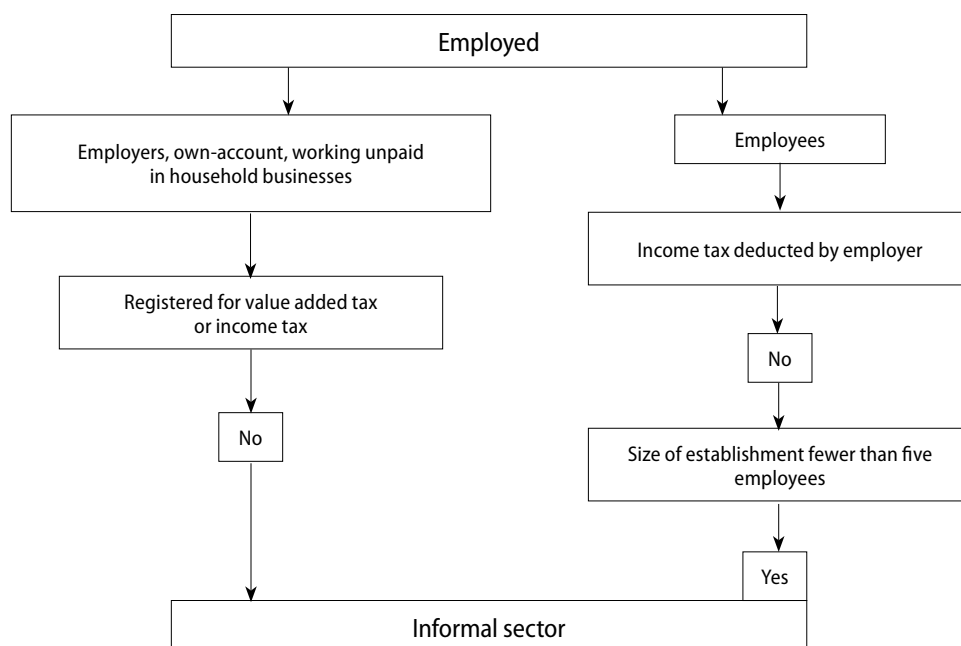 Employed
Employers, own-account, working unpaid
in household businesses
Employees
Income tax deducted by employer
Registered for value added tax
or income tax
No
No
Size of establishment fewer than five
employees
Yes
Informal sector